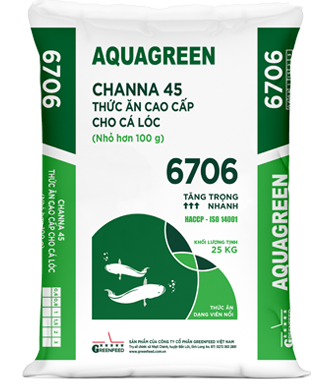 AQUAGREEN
CHANNA 45
THỨC ĂN CAO CẤP
CHO CÁ LÓC
(Nhỏ hơn 100 g)
6706
TĂNG TRỌNG
NHANH
HACCP - ISO 14001
KHỐI LƯỢNG TỊNH
25 KG
THỨC ĂN
DẠNG VIÊN NỔI
GREENFEED
SẢN PHẨM CỦA CÔNG TY CỔ PHẦN GREENFEED VIỆT NAM
6706
CHANNA 45
THỨC ĂN CAO CẤP CHO CÁ LÓC
6706
AQUAGREEN